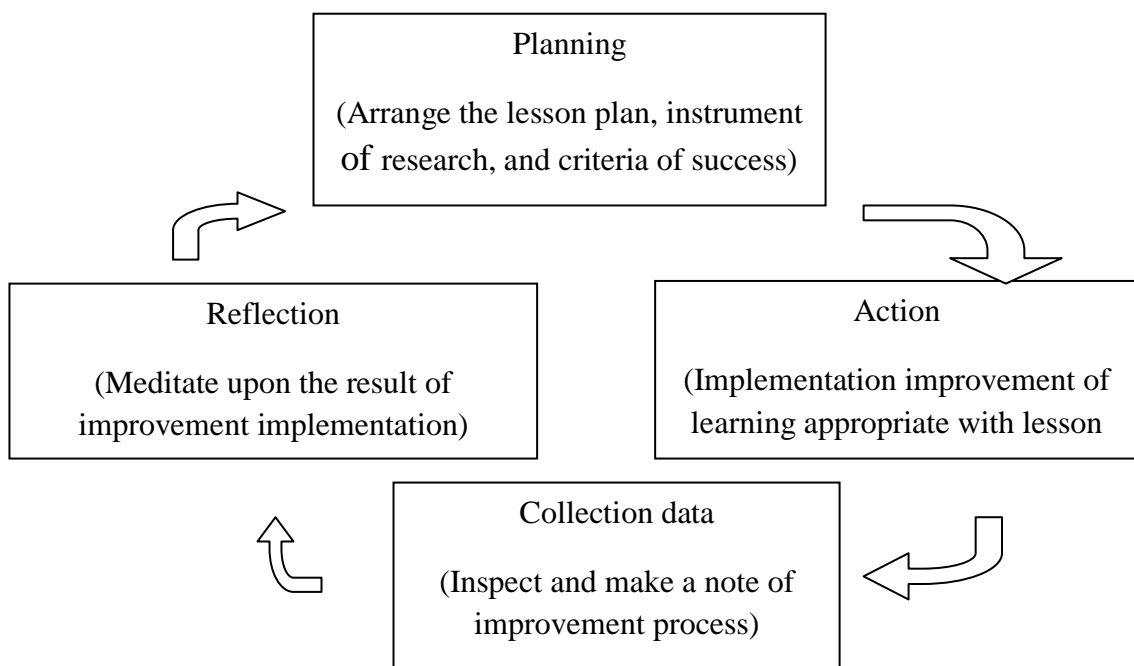 Planning
(Arrange the lesson plan, instrument
of research, and criteria of success)
Reflection
(Meditate upon the result of
improvement implementation)
Action
(Implementation improvement of
learning appropriate with lesson
Collection data
(Inspect and make a note of
improvement process)